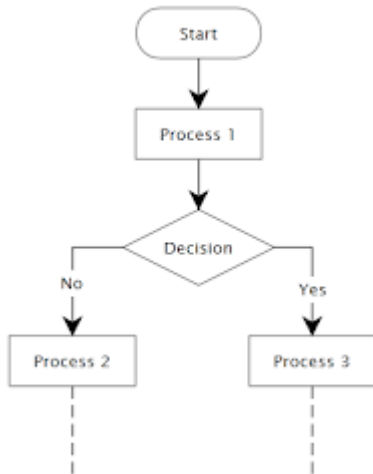 Start
Process 1
Decision
No
Yes
Process 2
Process 3